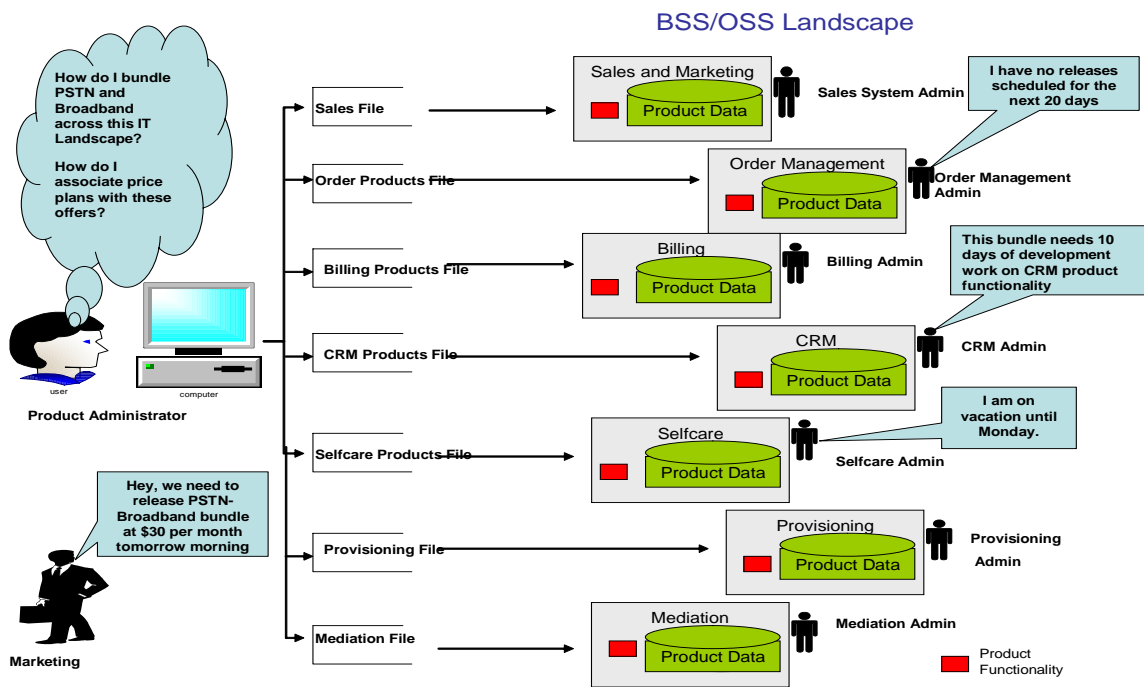 BSS/OSS Landscape
How do I bundle
PSTN and
Broadband
across this IT
Landscape?
How do I
associate price
plans with these
offers?
user
computer
Product Administrator
Hey, we need to
release PSTN-
Broadband bundle
at $30 per month
tomorrow morning
Marketing
Sales File
Order Products File
Billing Products File
CRM Products File
Selfcare Products File
Provisioning File
Mediation File
Sales and Marketing
Product Data
Sales System Admin
I have no releases
scheduled for the
next 20 days
Order Management
Product Data
Order Management
Admin
Billing
Product Data
Billing Admin
This bundle needs 10
days of development
work on CRM product
functionality
CRM
Product Data
CRM Admin
I am on
vacation until
Monday.
Selfcare
Product Data
Selfcare Admin
Provisioning
Product Data
Provisioning
Admin
Mediation
Product Data
Mediation Admin
Product
Functionality